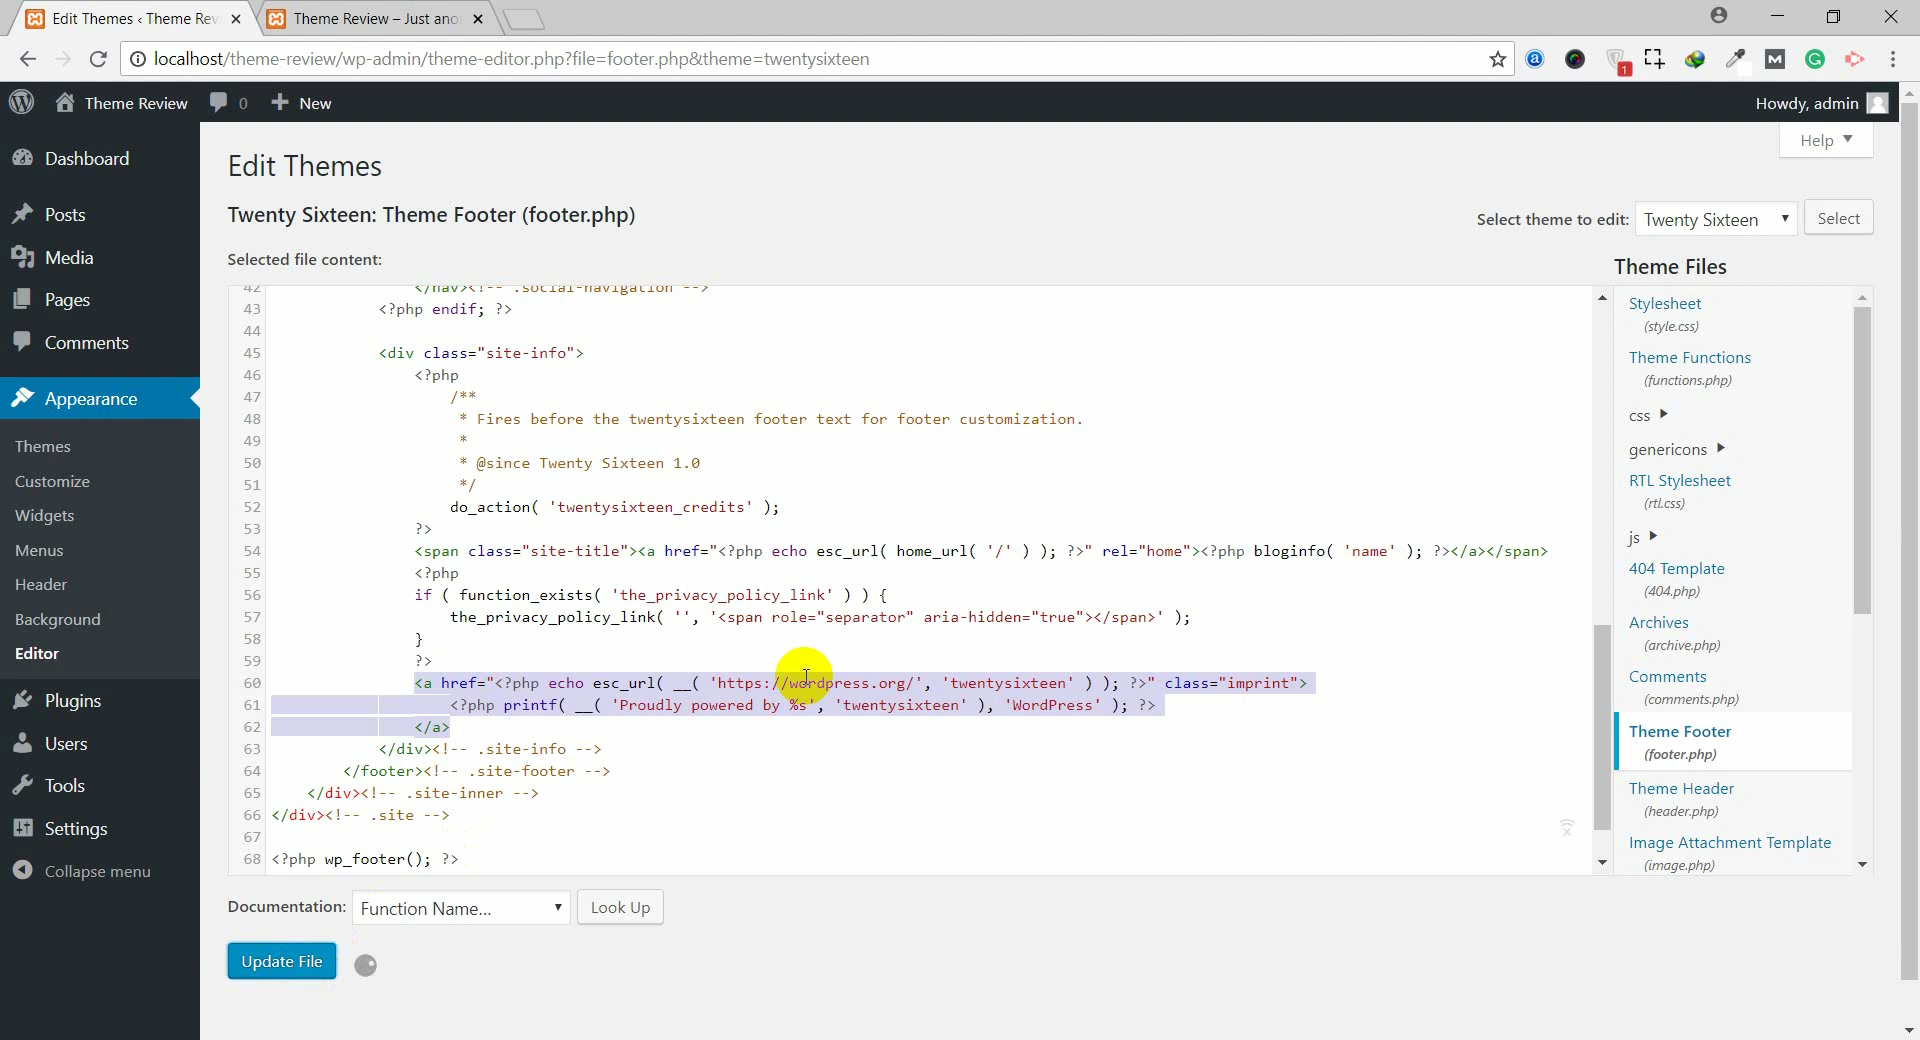 Edit Themes ‹ Theme Rev
Theme Review – Just ano
localhost/theme-review/wp-admin/theme-editor.php?file=footer.php&theme=twentysixteen
1
Theme Review 0 New
Howdy, admin
Help
Dashboard
Posts
Media
Pages
Comments
Appearance
Themes
Customize
Widgets
Menus
Header
Background
Editor
Plugins
Users
Tools
Settings
Collapse menu
Edit Themes
Twenty Sixteen: Theme Footer (footer.php)
Select theme to edit: Twenty Sixteen Select
Selected file content:
42 </nav><!-- .social-navigation -->
43 <?php endif; ?>
44
45 <div class="site-info">
46 <?php
47 /**
48 * Fires before the twentysixteen footer text for footer customization.
49 *
50 * @since Twenty Sixteen 1.0
51 */
52 do_action( 'twentysixteen_credits' );
53 ?>
54 <span class="site-title"><a href="<?php echo esc_url( home_url( '/' ) ); ?>" rel="home"><?php bloginfo( 'name' ); ?></a></span>
55 <?php
56 if ( function_exists( 'the_privacy_policy_link' ) ) {
57 the_privacy_policy_link( '', '<span role="separator" aria-hidden="true"></span>' );
58 }
59 ?>
60 <a href="<?php echo esc_url( __( 'https://wordpress.org/', 'twentysixteen' ) ); ?>" class="imprint">
61 <?php printf( __( 'Proudly powered by %s', 'twentysixteen' ), 'WordPress' ); ?>
62 </a>
63 </div><!-- .site-info -->
64 </footer><!-- .site-footer -->
65 </div><!-- .site-inner -->
66 </div><!-- .site -->
67
68 <?php wp_footer(); ?>
Theme Files
Stylesheet
(style.css)
Theme Functions
(functions.php)
css
genericons
RTL Stylesheet
(rtl.css)
js
404 Template
(404.php)
Archives
(archive.php)
Comments
(comments.php)
Theme Footer
(footer.php)
Theme Header
(header.php)
Image Attachment Template
(image.php)
Documentation: Function Name... Look Up
Update File